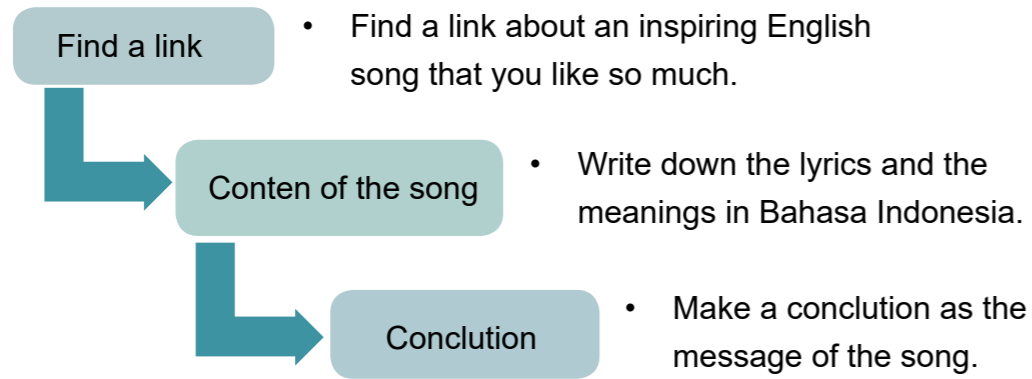 Find a link
• Find a link about an inspiring English
song that you like so much.
Conten of the song
• Write down the lyrics and the
meanings in Bahasa Indonesia.
Conclution
• Make a conclution as the
message of the song.